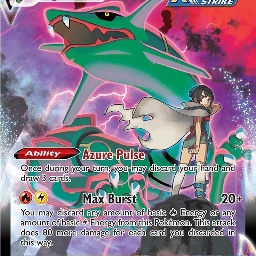 STRIKE
Ability Azure Pulse
Once during your turn, you may discard your hand and
draw 3 cards.
Max Burst 20+
You may discard any amount of basic Energy or any
amount of basic Energy from this Pokémon. This attack
does 80 more damage for each card you discarded in
this way.